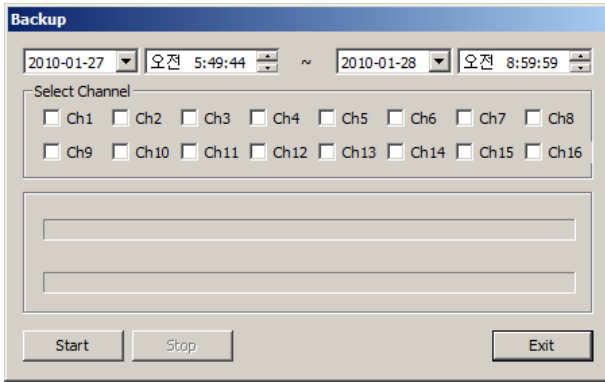 Backup
2010-01-27 오전 5:49:44 ~ 2010-01-28 오전 8:59:59
Select Channel
Ch1 Ch2 Ch3 Ch4 Ch5 Ch6 Ch7 Ch8
Ch9 Ch10 Ch11 Ch12 Ch13 Ch14 Ch15 Ch16
Start Stop Exit